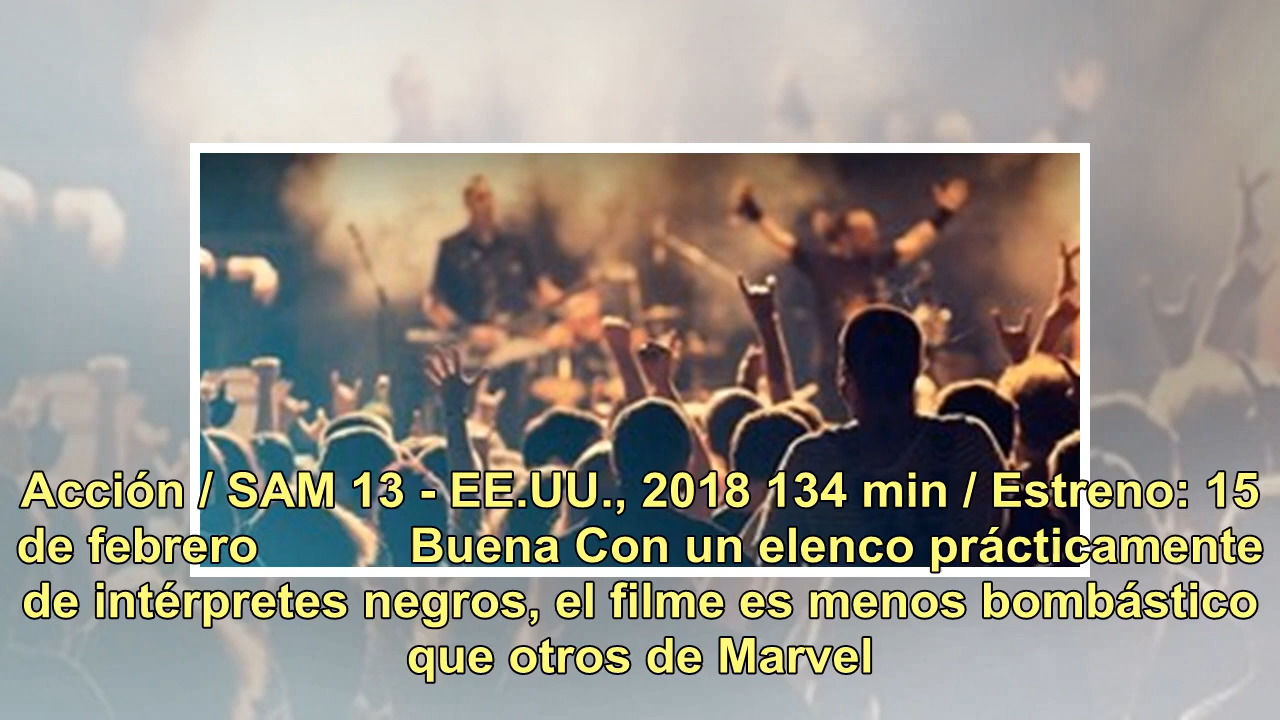 Acción / SAM 13 - EE.UU., 2018 134 min / Estreno: 15
de febrero Buena Con un elenco prácticamente
de intérpretes negros, el filme es menos bombástico
que otros de Marvel